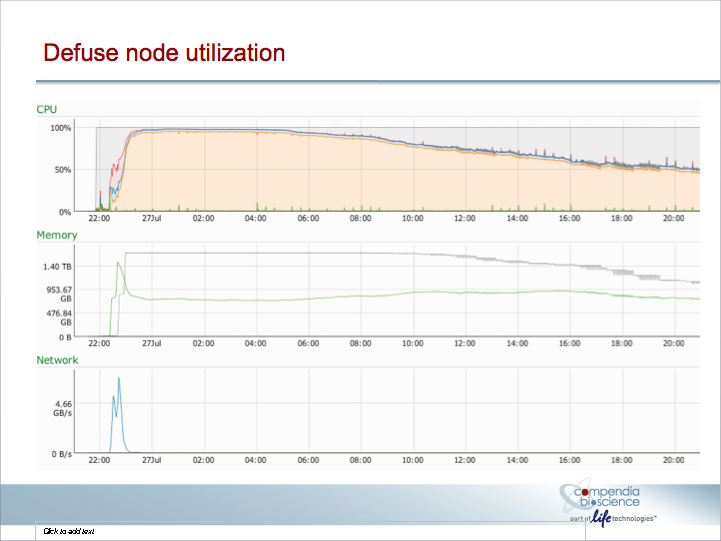 Defuse node utilization
CPU
100%
50%
0%
22:00 27Jul 02:00 04:00 06:00 08:00 10:00 12:00 14:00 16:00 18:00 20:00
Memory
1.40 TB
953.67
GB
476.84
GB
0 B
22:00 27Jul 02:00 04:00 06:00 08:00 10:00 12:00 14:00 16:00 18:00 20:00
Network
4.66
GB/s
0 B/s
22:00 27Jul 02:00 04:00 06:00 08:00 10:00 12:00 14:00 16:00 18:00 20:00
compendia
bioscience
part of life technologies™
Click to add text